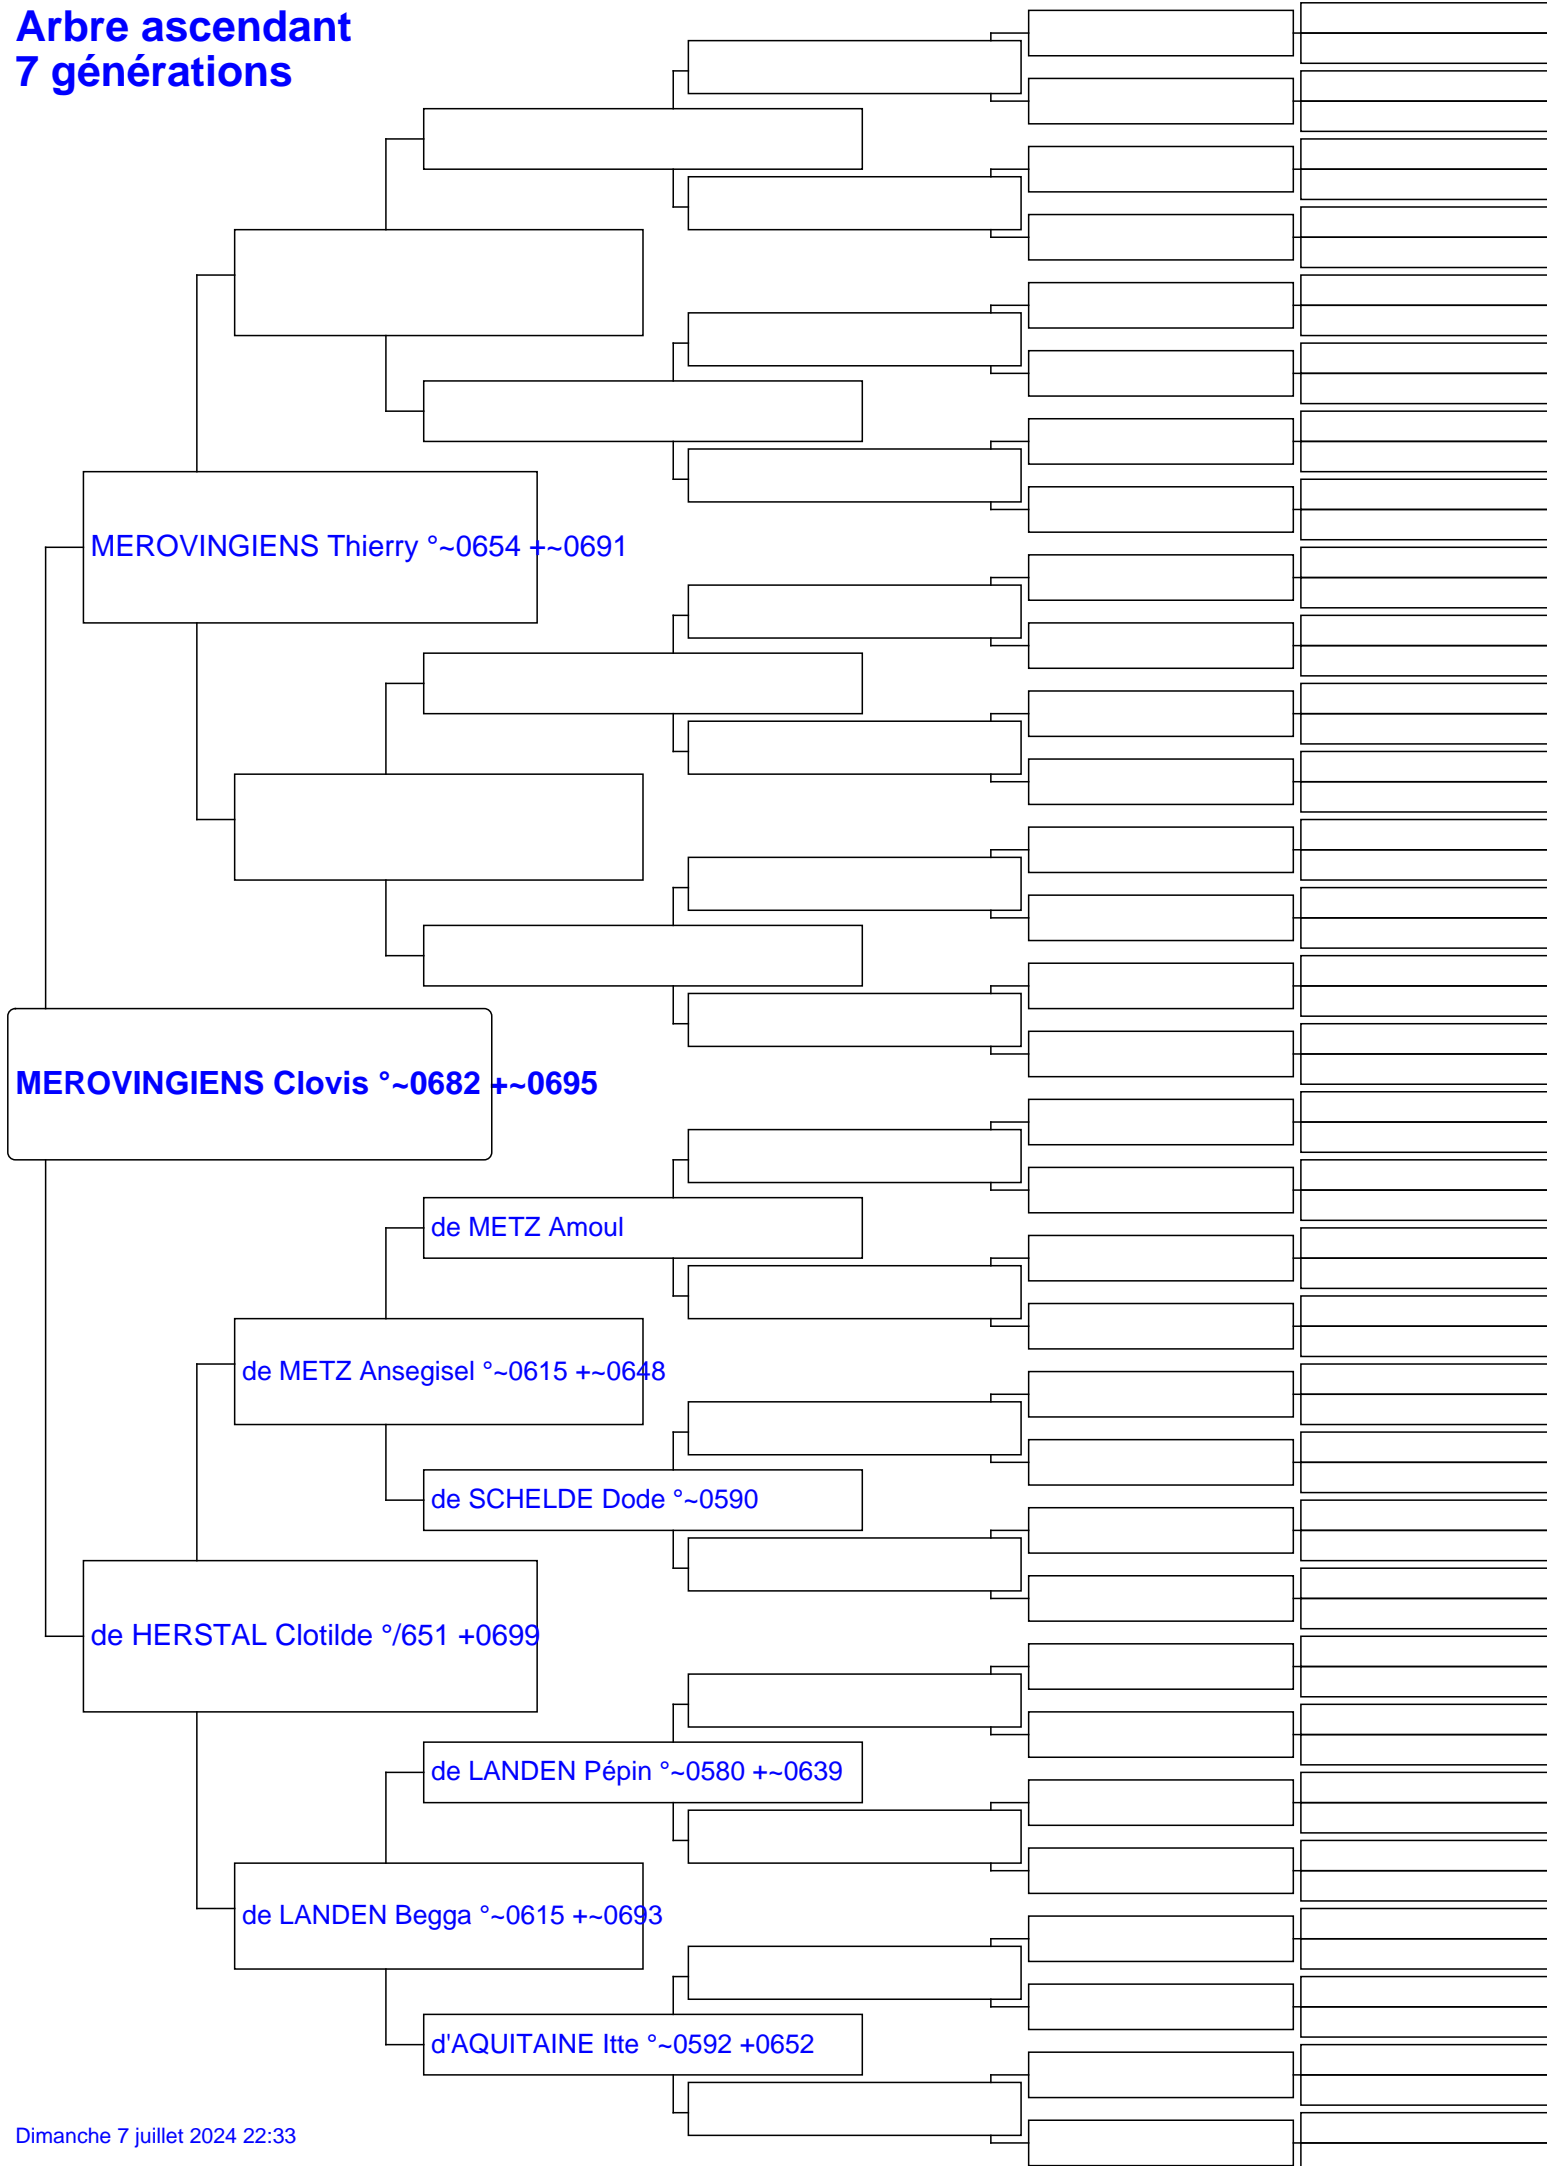 Arbre ascendant
7 générations
MEROVINGIENS Thierry °~0654 +~0691
MEROVINGIENS Clovis °~0682 +~0695
de METZ Amoul
de METZ Ansegisel °~0615 +~0648
de SCHELDE Dode °~0590
de HERSTAL Clotilde °/651 +0699
de LANDEN Pépin °~0580 +~0639
de LANDEN Begga °~0615 +~0693
d'AQUITAINE Itte °~0592 +0652
Dimanche 7 juillet 2024 22:33